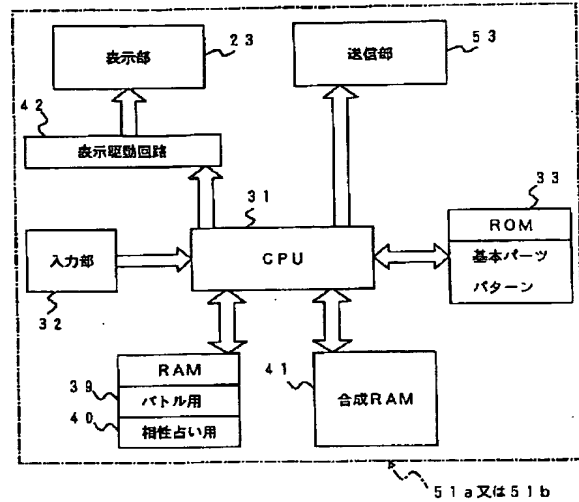 表示部
２３
送信部
５３
４２
表示駆動回路
３１
CPU
３３
ROM
基本パーツ
パターン
入力部
３２
RAM
３９
バトル用
４０
相性占い用
４１
合成RAM
５１a又は５１b